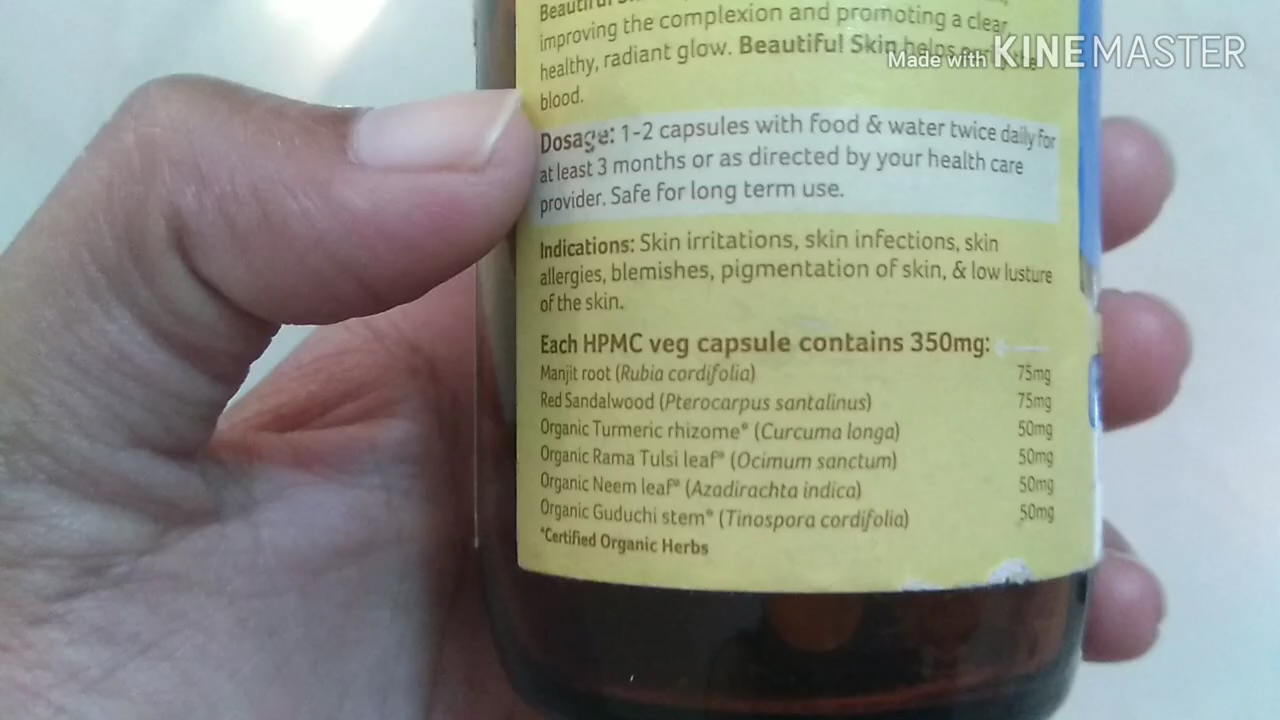 Beautiful
improving the complexion and promoting a clear,
healthy, radiant glow. Beautiful Skin helps
blood.
Made with KINEMASTER
Dosage: 1-2 capsules with food & water twice daily for
at least 3 months or as directed by your health care
provider. Safe for long term use.
Indications: Skin irritations, skin infections, skin
allergies, blemishes, pigmentation of skin, & low lusture
of the skin.
Each HPMC veg capsule contains 350mg:
Manjit root (Rubia cordifolia) 75mg
Red Sandalwood (Pterocarpus santalinus) 75mg
Organic Turmeric rhizome* (Curcuma longa) 50mg
Organic Rama Tulsi leaf* (Ocimum sanctum) 50mg
Organic Neem leaf* (Azadirachta indica) 50mg
Organic Guduchi stem* (Tinospora cordifolia) 50mg
*Certified Organic Herbs